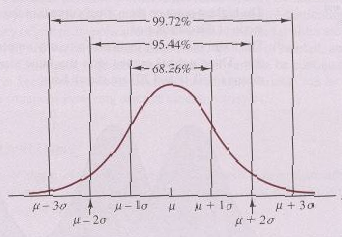 99.72%
95.44%
68.26%
μ – 3σ μ – 1σ μ μ + 1σ μ + 3σ
μ – 2σ μ + 2σ